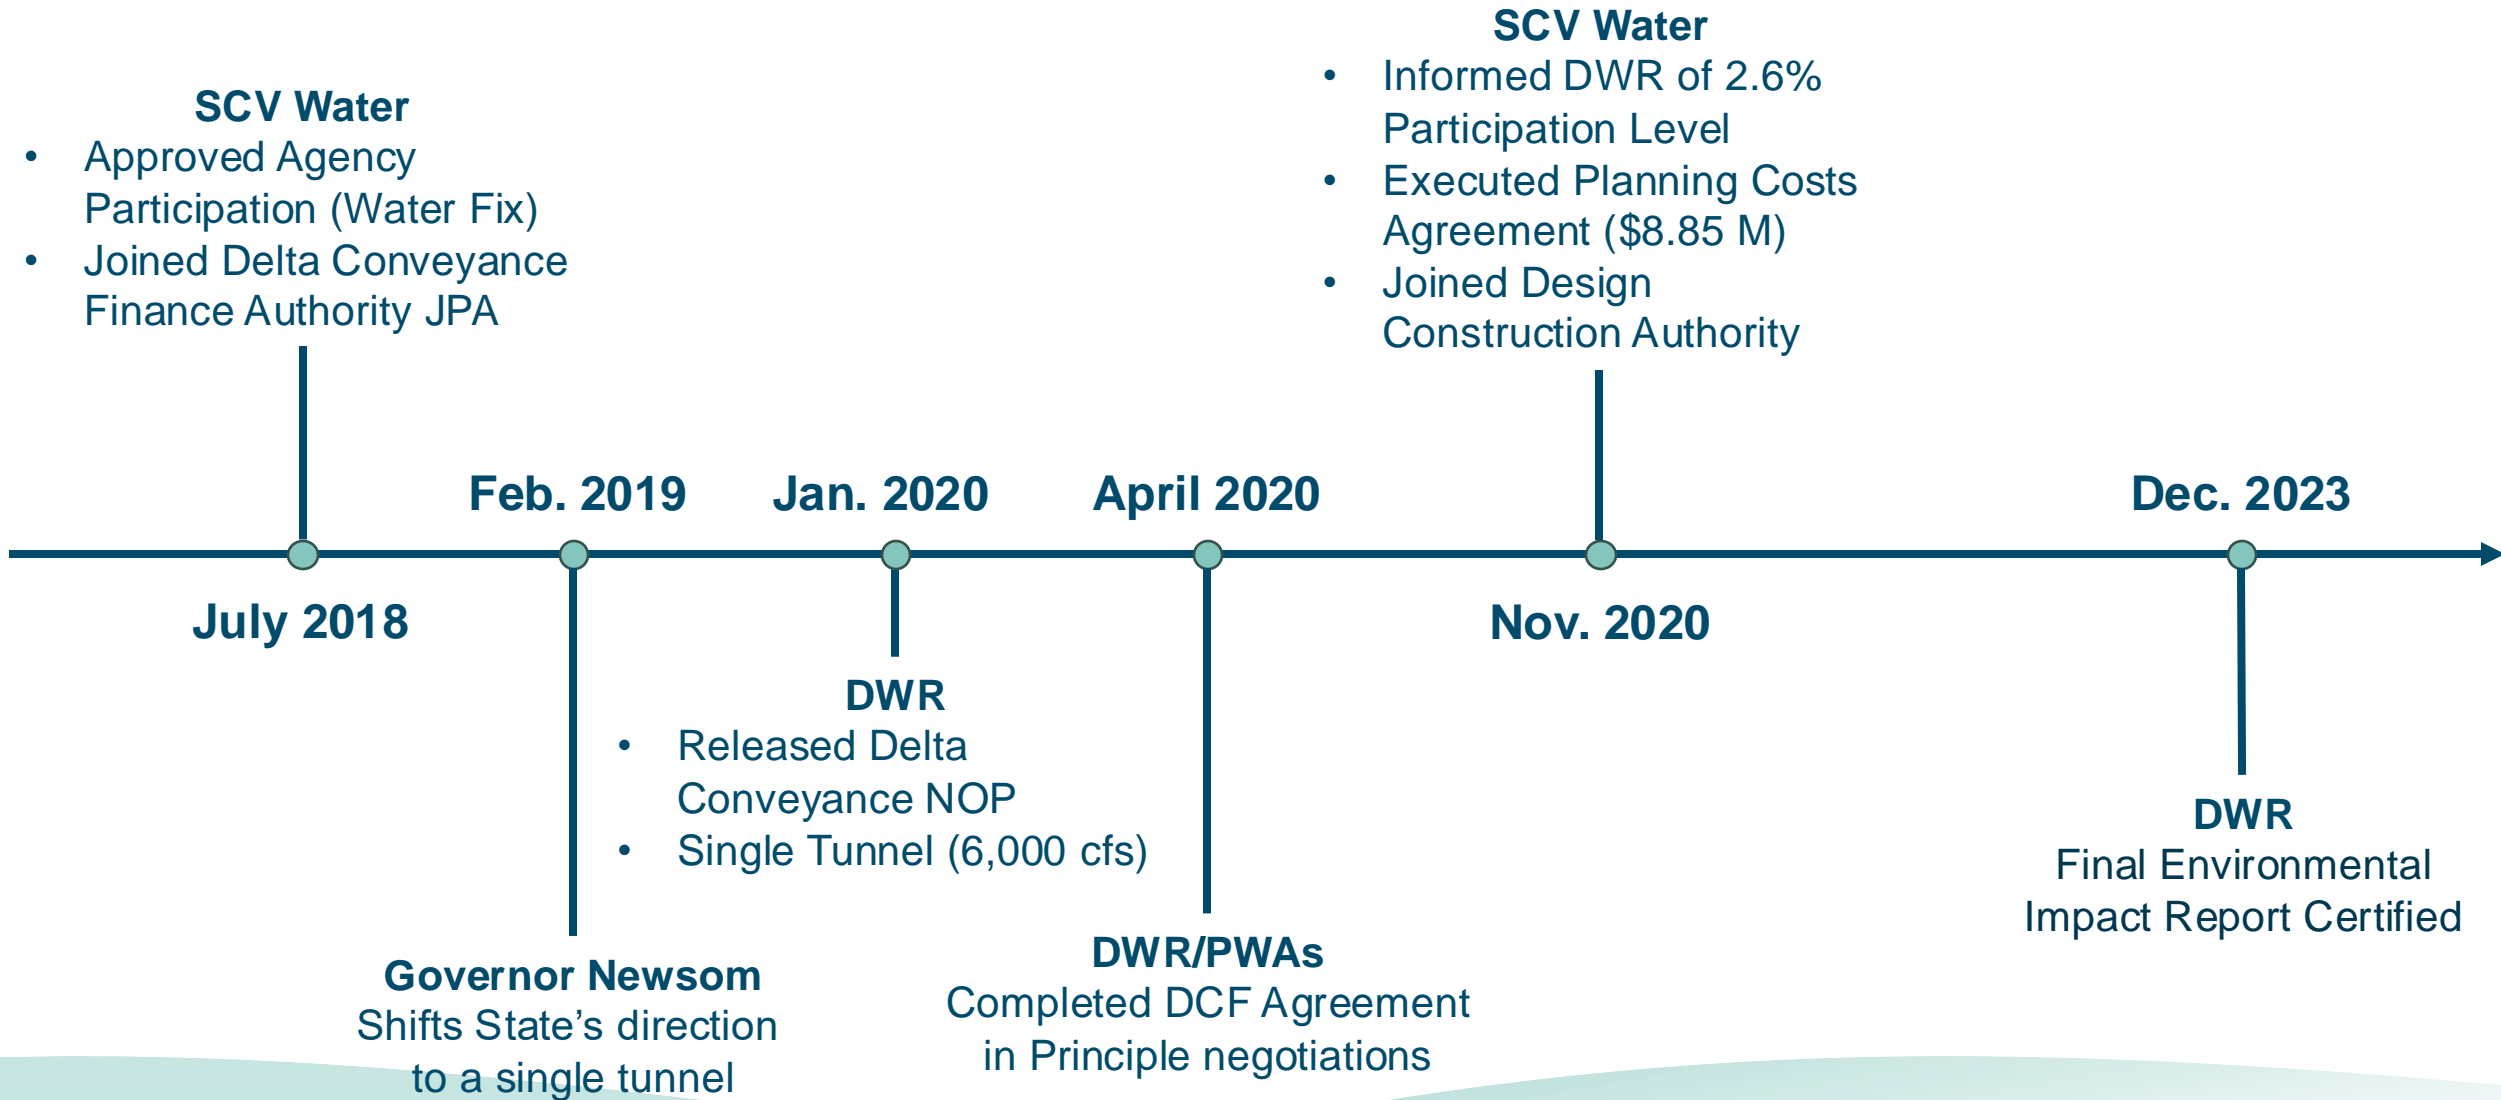 SCV Water
• Approved Agency
Participation (Water Fix)
• Joined Delta Conveyance
Finance Authority JPA
July 2018
Feb. 2019
Governor Newsom
Shifts State's direction
to a single tunnel
Jan. 2020
DWR
• Released Delta
Conveyance NOP
• Single Tunnel (6,000 cfs)
April 2020
DWR/PWAs
Completed DCF Agreement
in Principle negotiations
SCV Water
• Informed DWR of 2.6%
Participation Level
• Executed Planning Costs
Agreement ($8.85 M)
• Joined Design
Construction Authority
Nov. 2020
Dec. 2023
DWR
Final Environmental
Impact Report Certified